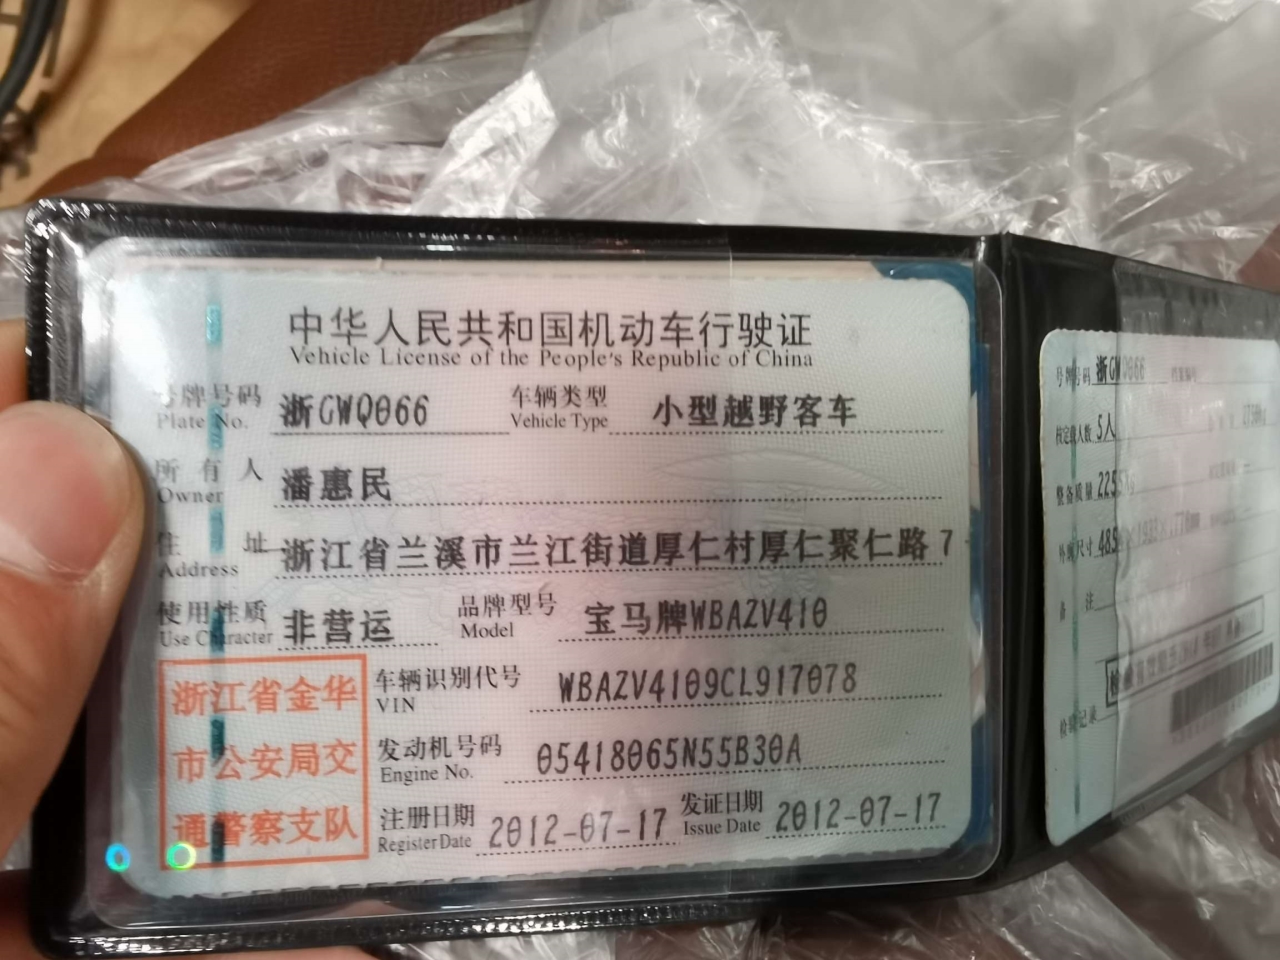 中华人民共和国机动车行驶证
Vehicle License of the People's Republic of China
号牌号码 浙GWQ066 车辆类型 小型越野客车
Plate No. Vehicle Type
所有人 潘惠民
Owner
住址 浙江省兰溪市兰江街道厚仁村厚仁聚仁路7
Address
使用性质 非营运 品牌型号 宝马牌WBAZV410
Use Character Model
浙江省金华
市公安局交
通警察支队
车辆识别代号 WBAZV4109CL917078
VIN
发动机号码 05418065N55B30A
Engine No.
注册日期 2012-07-17 发证日期 2012-07-17
Register Date Issue Date
号牌号码 浙GW
核定载人数 5人
整备质量
外廓尺寸
备注
检验记录